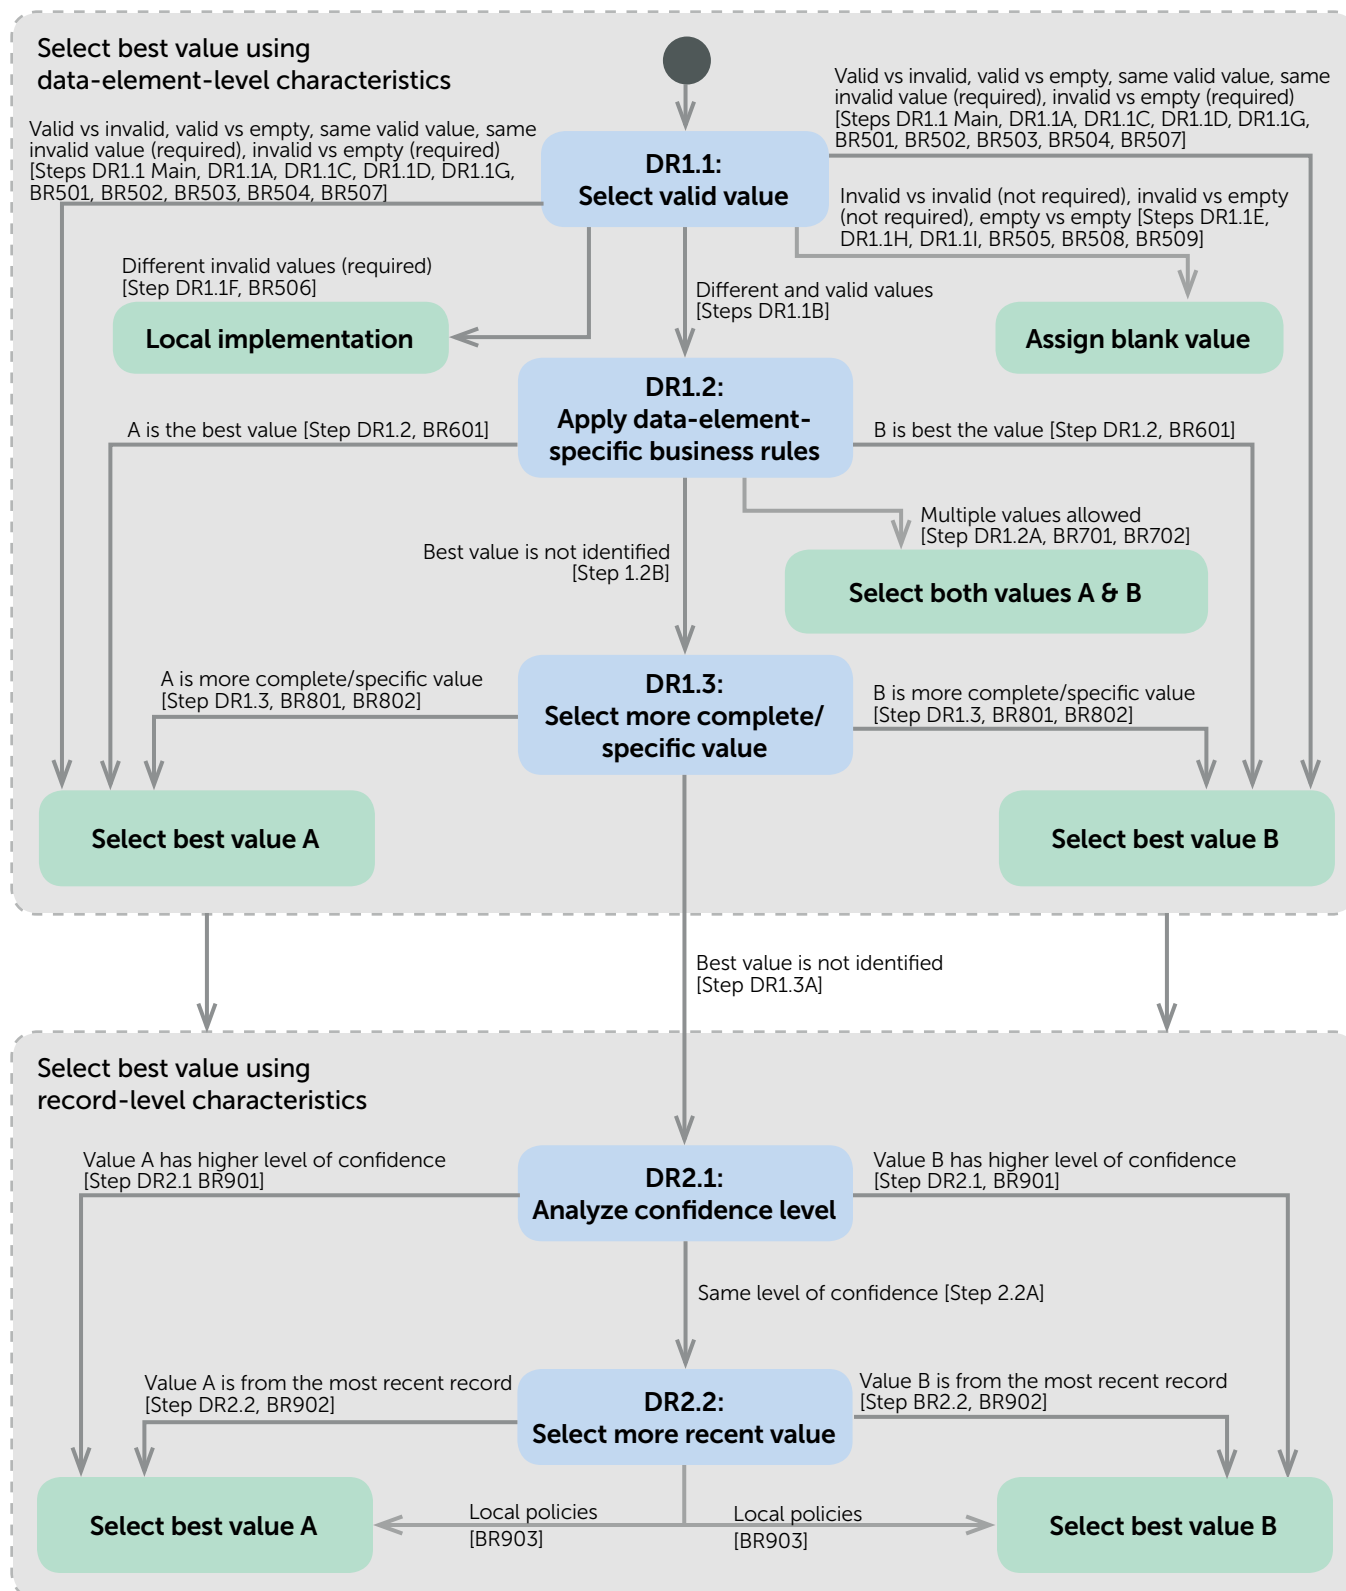 Select best value using
data-element-level characteristics
Valid vs invalid, valid vs empty, same valid value, same
invalid value (required), invalid vs empty (required)
[Steps DR1.1 Main, DR1.1A, DR1.1C, DR1.1D, DR1.1G,
BR501, BR502, BR503, BR504, BR507]
Valid vs invalid, valid vs empty, same valid value, same
invalid value (required), invalid vs empty (required)
[Steps DR1.1 Main, DR1.1A, DR1.1C, DR1.1D, DR1.1G,
BR501, BR502, BR503, BR504, BR507]
DR1.1:
Select valid value
Invalid vs invalid (not required), invalid vs empty
(not required), empty vs empty [Steps DR1.1E,
DR1.1H, DR1.1I, BR505, BR508, BR509]
Different invalid values (required)
[Step DR1.1F, BR506]
Different and valid values
[Steps DR1.1B]
Local implementation
Assign blank value
DR1.2:
Apply data-element-
specific business rules
A is the best value [Step DR1.2, BR601]
B is best the value [Step DR1.2, BR601]
Multiple values allowed
[Step DR1.2A, BR701, BR702]
Best value is not identified
[Step 1.2B]
Select both values A & B
DR1.3:
Select more complete/
specific value
A is more complete/specific value
[Step DR1.3, BR801, BR802]
B is more complete/specific value
[Step DR1.3, BR801, BR802]
Select best value A
Select best value B
Best value is not identified
[Step DR1.3A]
Select best value using
record-level characteristics
Value A has higher level of confidence
[Step DR2.1 BR901]
DR2.1:
Analyze confidence level
Value B has higher level of confidence
[Step DR2.1, BR901]
Same level of confidence [Step 2.2A]
Value A is from the most recent record
[Step DR2.2, BR902]
DR2.2:
Select more recent value
Value B is from the most recent record
[Step BR2.2, BR902]
Select best value A
Local policies
[BR903]
Local policies
[BR903]
Select best value B